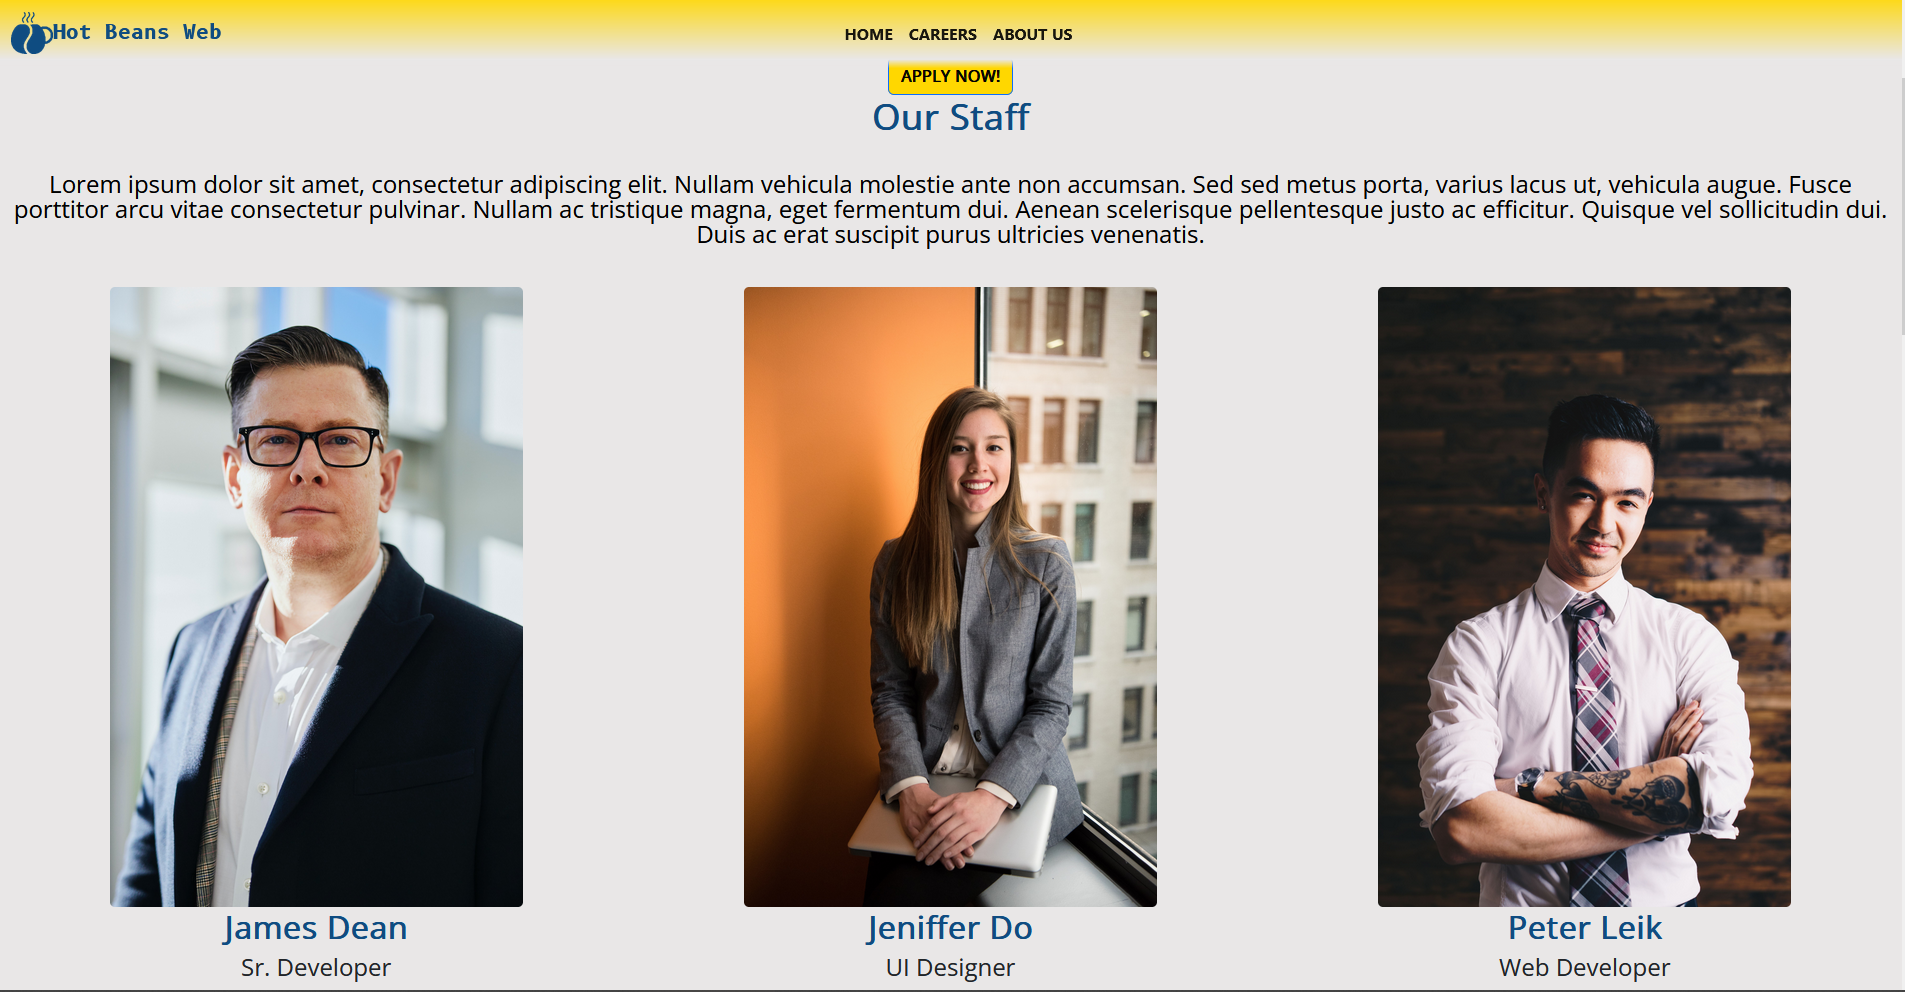 Hot Beans Web
HOME CAREERS ABOUT US
APPLY NOW!
Our Staff
Lorem ipsum dolor sit amet, consectetur adipiscing elit. Nullam vehicula molestie ante non accumsan. Sed sed metus porta, varius lacus ut, vehicula augue. Fusce
porttitor arcu vitae consectetur pulvinar. Nullam ac tristique magna, eget fermentum dui. Aenean scelerisque pellentesque justo ac efficitur. Quisque vel sollicitudin dui.
Duis ac erat suscipit purus ultricies venenatis.
James Dean
Sr. Developer
Jeniffer Do
UI Designer
Peter Leik
Web Developer